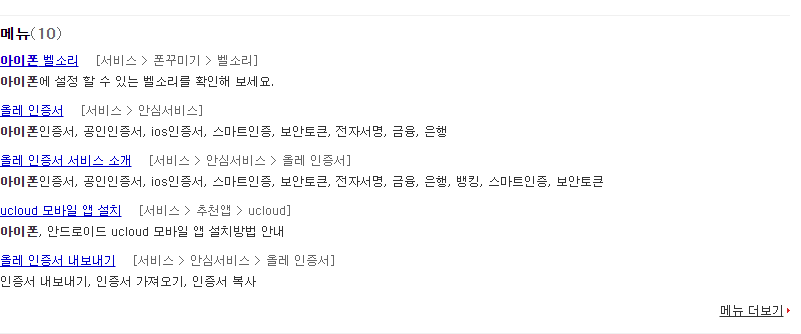 메뉴(10)
아이폰 벨소리 [서비스 > 폰꾸미기 > 벨소리]
아이폰에 설정 할 수 있는 벨소리를 확인해 보세요.
올레 인증서 [서비스 > 안심서비스]
아이폰인증서, 공인인증서, ios인증서, 스마트인증, 보안토큰, 전자서명, 금융, 은행
올레 인증서 서비스 소개 [서비스 > 안심서비스 > 올레 인증서]
아이폰인증서, 공인인증서, ios인증서, 스마트인증, 보안토큰, 전자서명, 금융, 은행, 뱅킹, 스마트인증, 보안토큰
ucloud 모바일 앱 설치 [서비스 > 추천앱 > ucloud]
아이폰, 안드로이드 ucloud 모바일 앱 설치방법 안내
올레 인증서 내보내기 [서비스 > 안심서비스 > 올레 인증서]
인증서 내보내기, 인증서 가져오기, 인증서 복사
메뉴 더보기